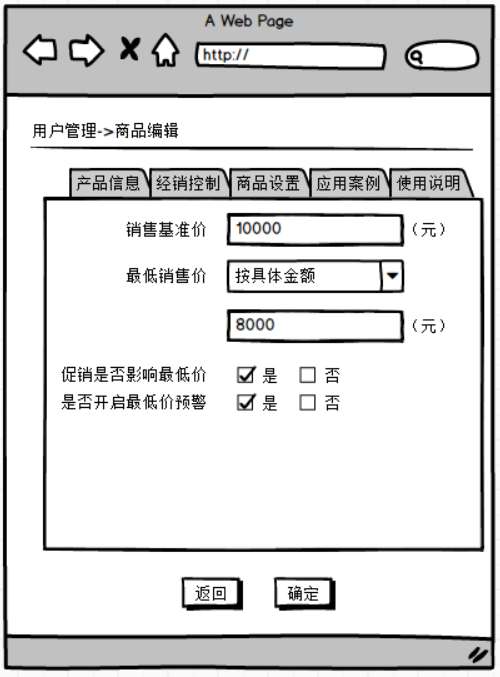 A Web Page
http://
用户管理->商品编辑
产品信息 经销控制 商品设置 应用案例 使用说明
销售基准价 10000 （元）
最低销售价 按具体金额
8000 （元）
促销是否影响最低价 是 否
是否开启最低价预警 是 否
返回 确定